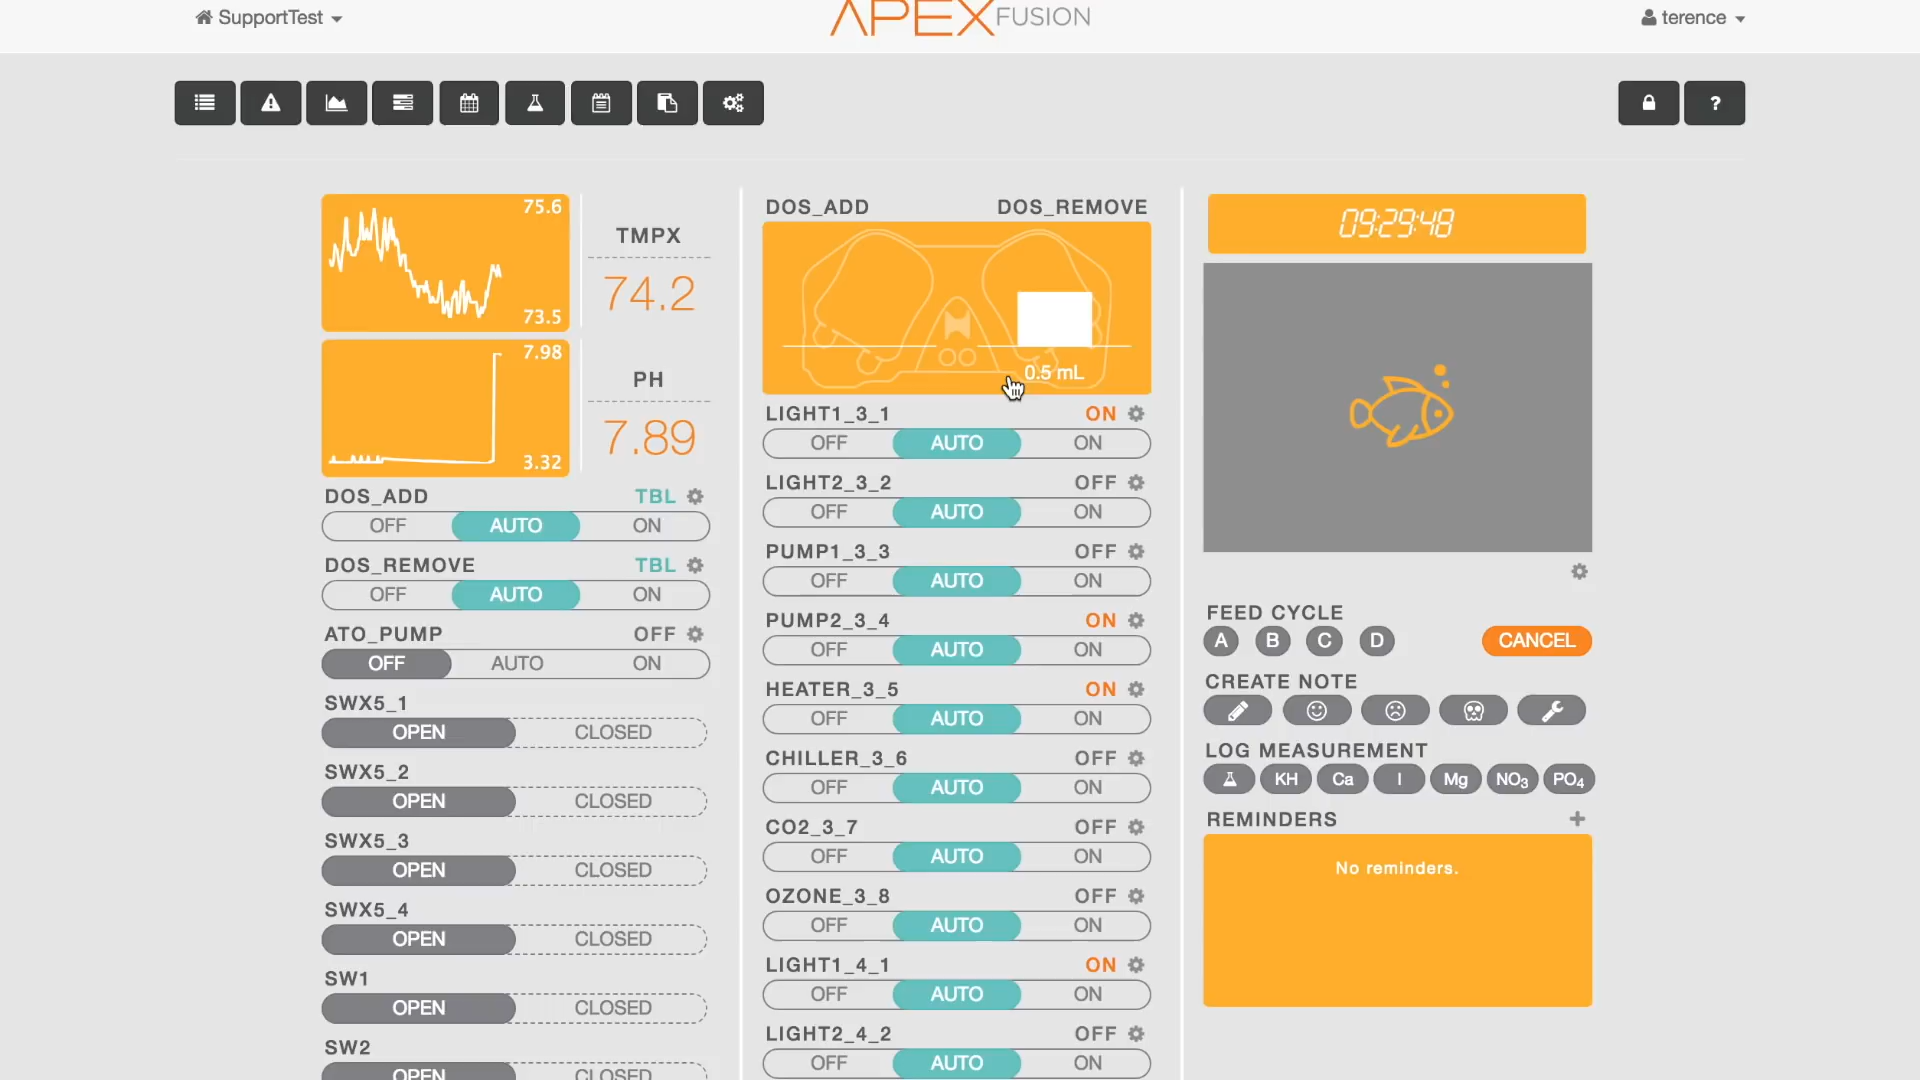 SupportTest
APEX FUSION
terence
?
75.6
73.5
TMPX
74.2
7.98
3.32
PH
7.89
DOS_ADD TBL
OFF AUTO ON
DOS_REMOVE TBL
OFF AUTO ON
ATO_PUMP OFF
OFF AUTO ON
SWX5_1
OPEN CLOSED
SWX5_2
OPEN CLOSED
SWX5_3
OPEN CLOSED
SWX5_4
OPEN CLOSED
SW1
OPEN CLOSED
SW2
OPEN CLOSED
DOS_ADD DOS_REMOVE
0.5 mL
LIGHT1_3_1 ON
OFF AUTO ON
LIGHT2_3_2 OFF
OFF AUTO ON
PUMP1_3_3 OFF
OFF AUTO ON
PUMP2_3_4 ON
OFF AUTO ON
HEATER_3_5 ON
OFF AUTO ON
CHILLER_3_6 OFF
OFF AUTO ON
CO2_3_7 OFF
OFF AUTO ON
OZONE_3_8 OFF
OFF AUTO ON
LIGHT1_4_1 ON
OFF AUTO ON
LIGHT2_4_2 OFF
OFF AUTO ON
09:29:48
FEED CYCLE
A B C D CANCEL
CREATE NOTE
LOG MEASUREMENT
KH Ca I Mg NO3 PO4
REMINDERS
No reminders.